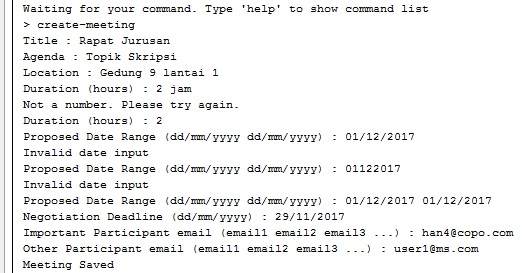 Waiting for your command. Type 'help' to show command list
> create-meeting
Title : Rapat Jurusan
Agenda : Topik Skripsi
Location : Gedung 9 lantai 1
Duration (hours) : 2 jam
Not a number. Please try again.
Duration (hours) : 2
Proposed Date Range (dd/mm/yyyy dd/mm/yyyy) : 01/12/2017
Invalid date input
Proposed Date Range (dd/mm/yyyy dd/mm/yyyy) : 01122017
Invalid date input
Proposed Date Range (dd/mm/yyyy dd/mm/yyyy) : 01/12/2017 01/12/2017
Negotiation Deadline (dd/mm/yyyy) : 29/11/2017
Important Participant email (email1 email2 email3 ...) : han4@copo.com
Other Participant email (email1 email2 email3 ...) : user1@ms.com
Meeting Saved